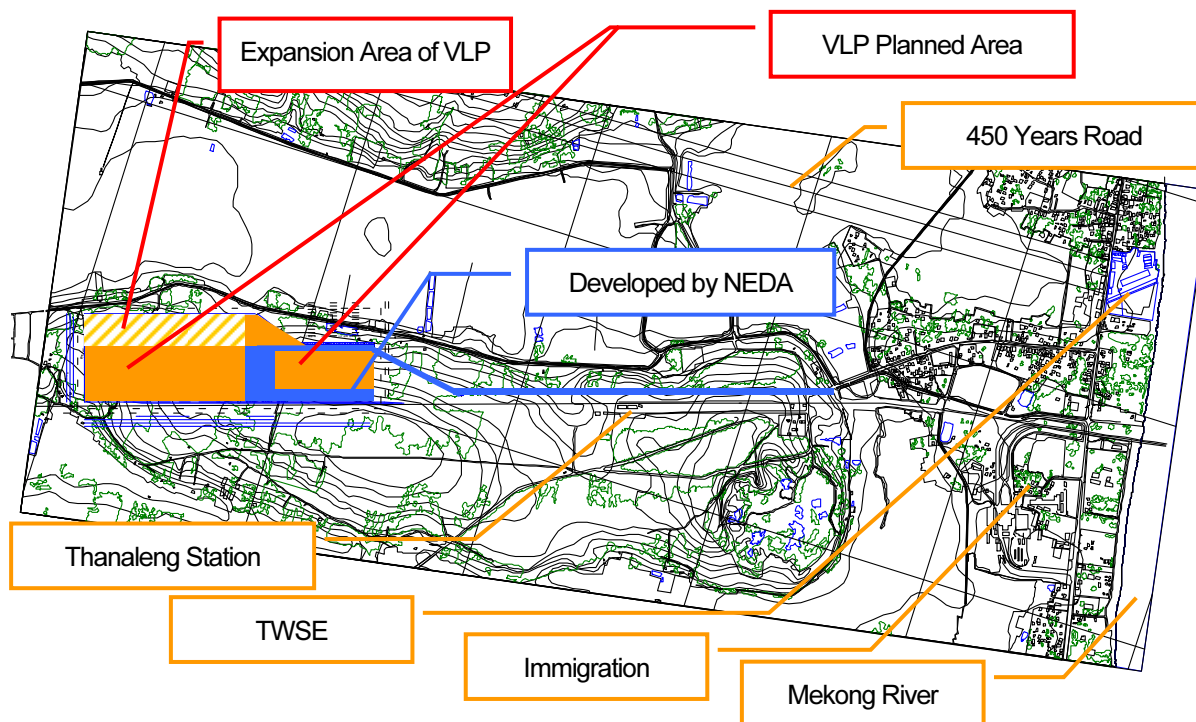 Expansion Area of VLP
VLP Planned Area
450 Years Road
Developed by NEDA
Thanaleng Station
TWSE
Immigration
Mekong River